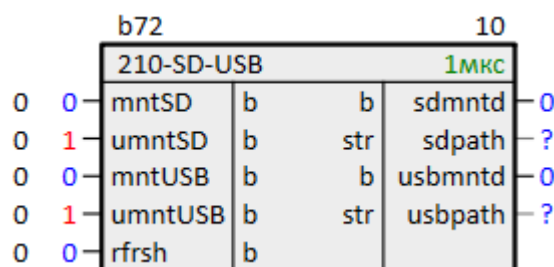 b72 10
210-SD-USB 1мкс
0 0 mntSD b b sdmntd 0
0 1 umntSD b str sdpath ?
0 0 mntUSB b b usbmntd 0
0 1 umntUSB b str usbpath ?
0 0 rfrsh b